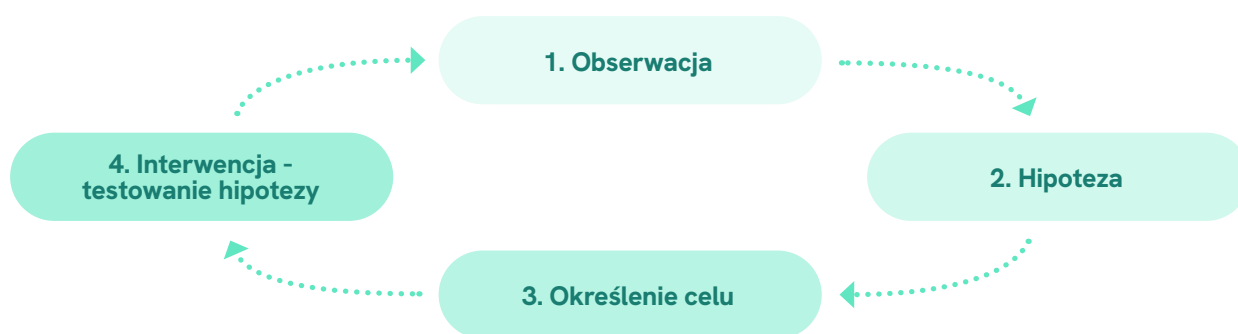 1. Obserwacja
2. Hipoteza
3. Określenie celu
4. Interwencja -
testowanie hipotezy